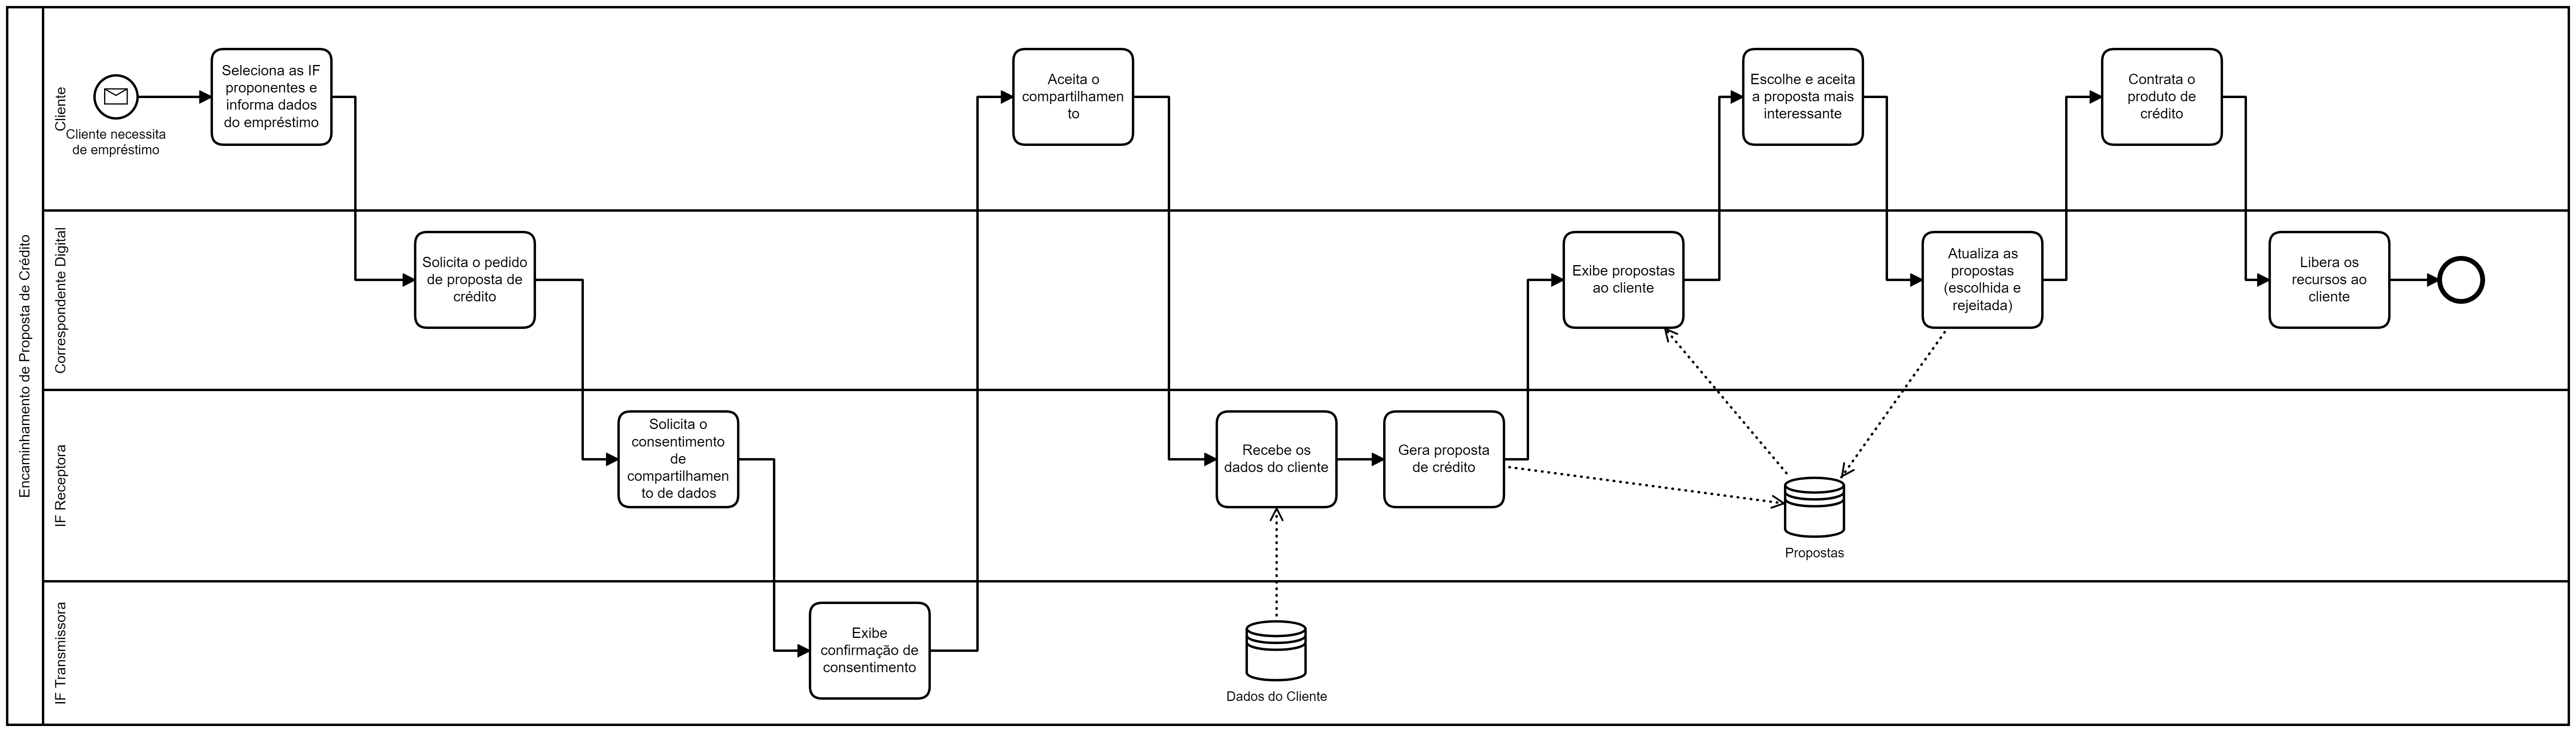 Encaminhamento de Proposta de Crédito
Cliente
Cliente necessita
de empréstimo
Seleciona as IF
proponentes e
informa dados
do empréstimo
Aceita o
compartilhamen
to
Escolhe e aceita
a proposta mais
interessante
Contrata o
produto de
crédito
Correspondente Digital
Solicita o pedido
de proposta de
crédito
Exibe propostas
ao cliente
Atualiza as
propostas
(escolhida e
rejeitada)
Libera os
recursos ao
cliente
IF Receptora
Solicita o
consentimento
de
compartilhamen
to de dados
Recebe os
dados do cliente
Gera proposta
de crédito
Propostas
IF Transmissora
Exibe
confirmação de
consentimento
Dados do Cliente